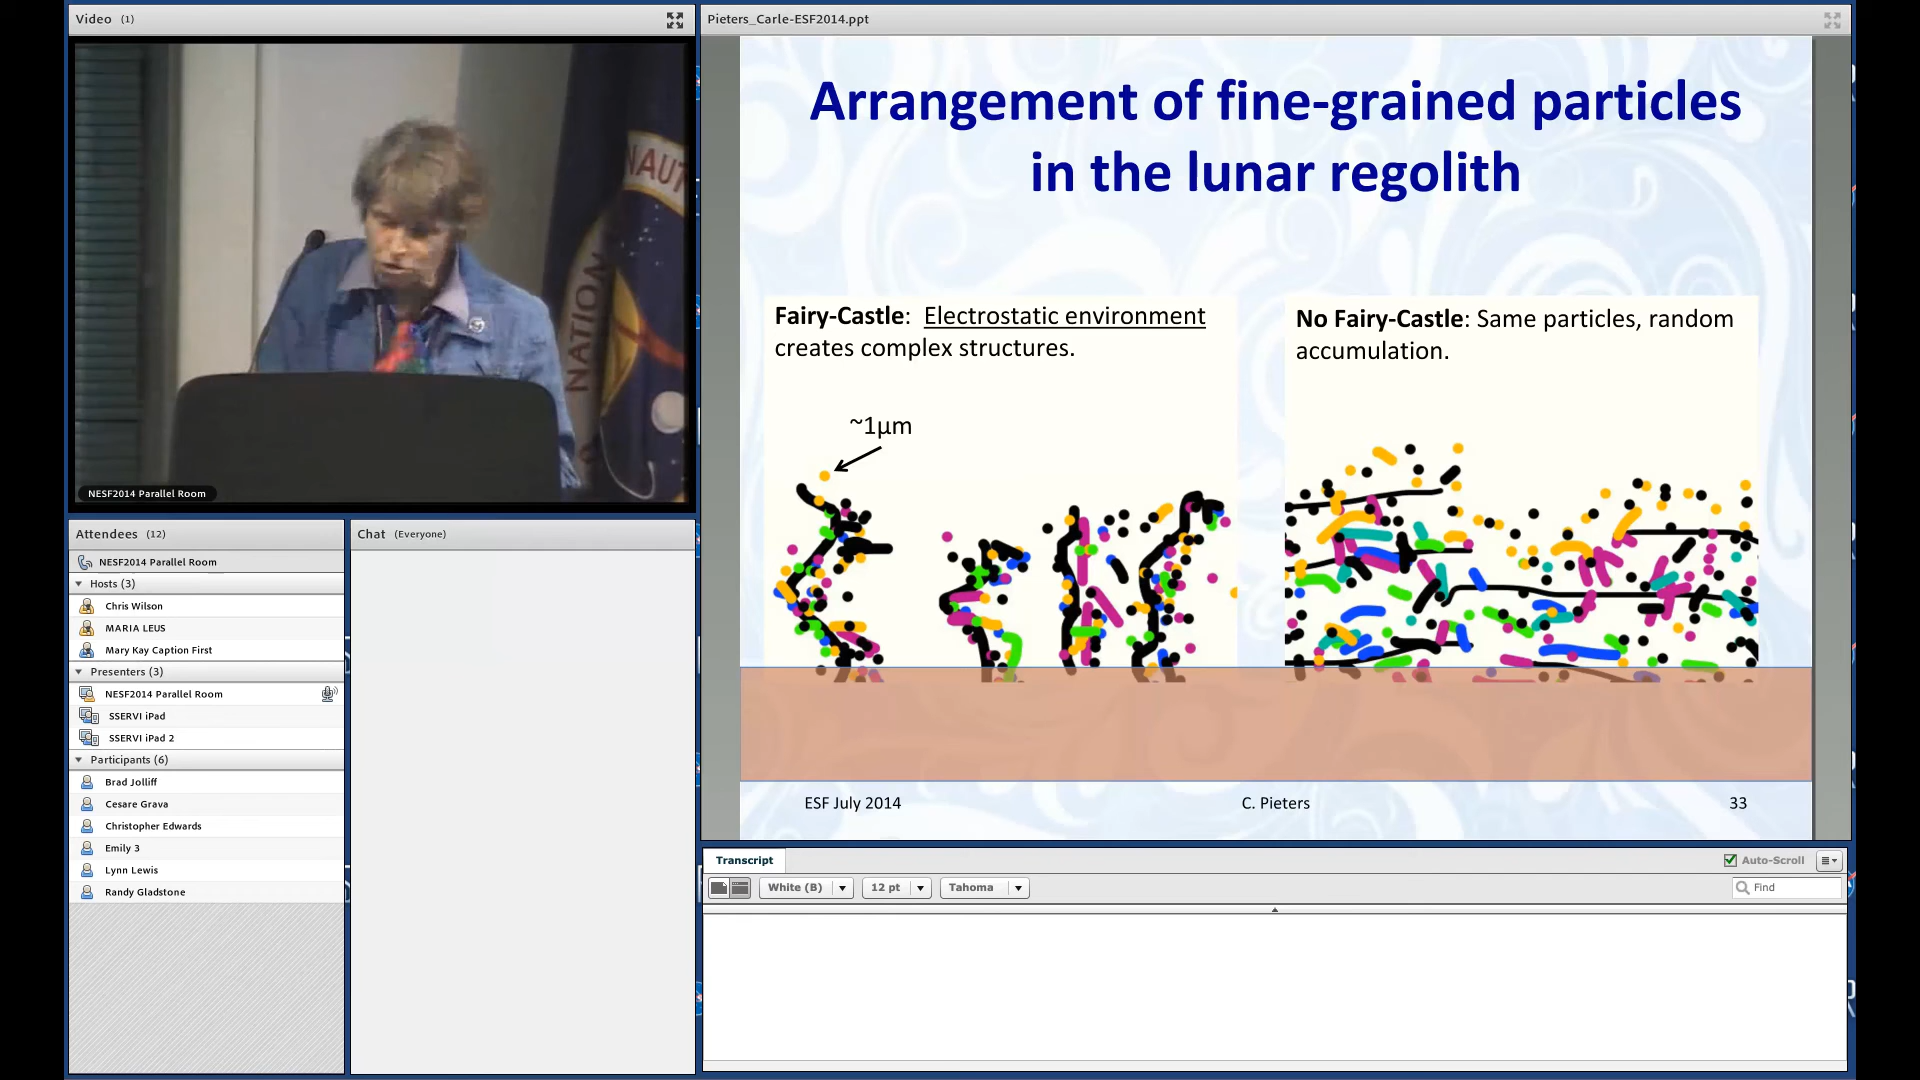 Video (1)
NAUT
NATION
NESF2014 Parallel Room
Attendees (12)
NESF2014 Parallel Room
Hosts (3)
Chris Wilson
MARIA LEUS
Mary Kay Caption First
Presenters (3)
NESF2014 Parallel Room
SSERVI iPad
SSERVI iPad 2
Participants (6)
Brad Jolliff
Cesare Grava
Christopher Edwards
Emily 3
Lynn Lewis
Randy Gladstone
Chat (Everyone)
Pieters_Carle-ESF2014.ppt
Arrangement of fine-grained particles
in the lunar regolith
Fairy-Castle: Electrostatic environment
creates complex structures.
~1µm
No Fairy-Castle: Same particles, random
accumulation.
ESF July 2014
C. Pieters
33
Transcript
Auto-Scroll
White (B)
12 pt
Tahoma
Find